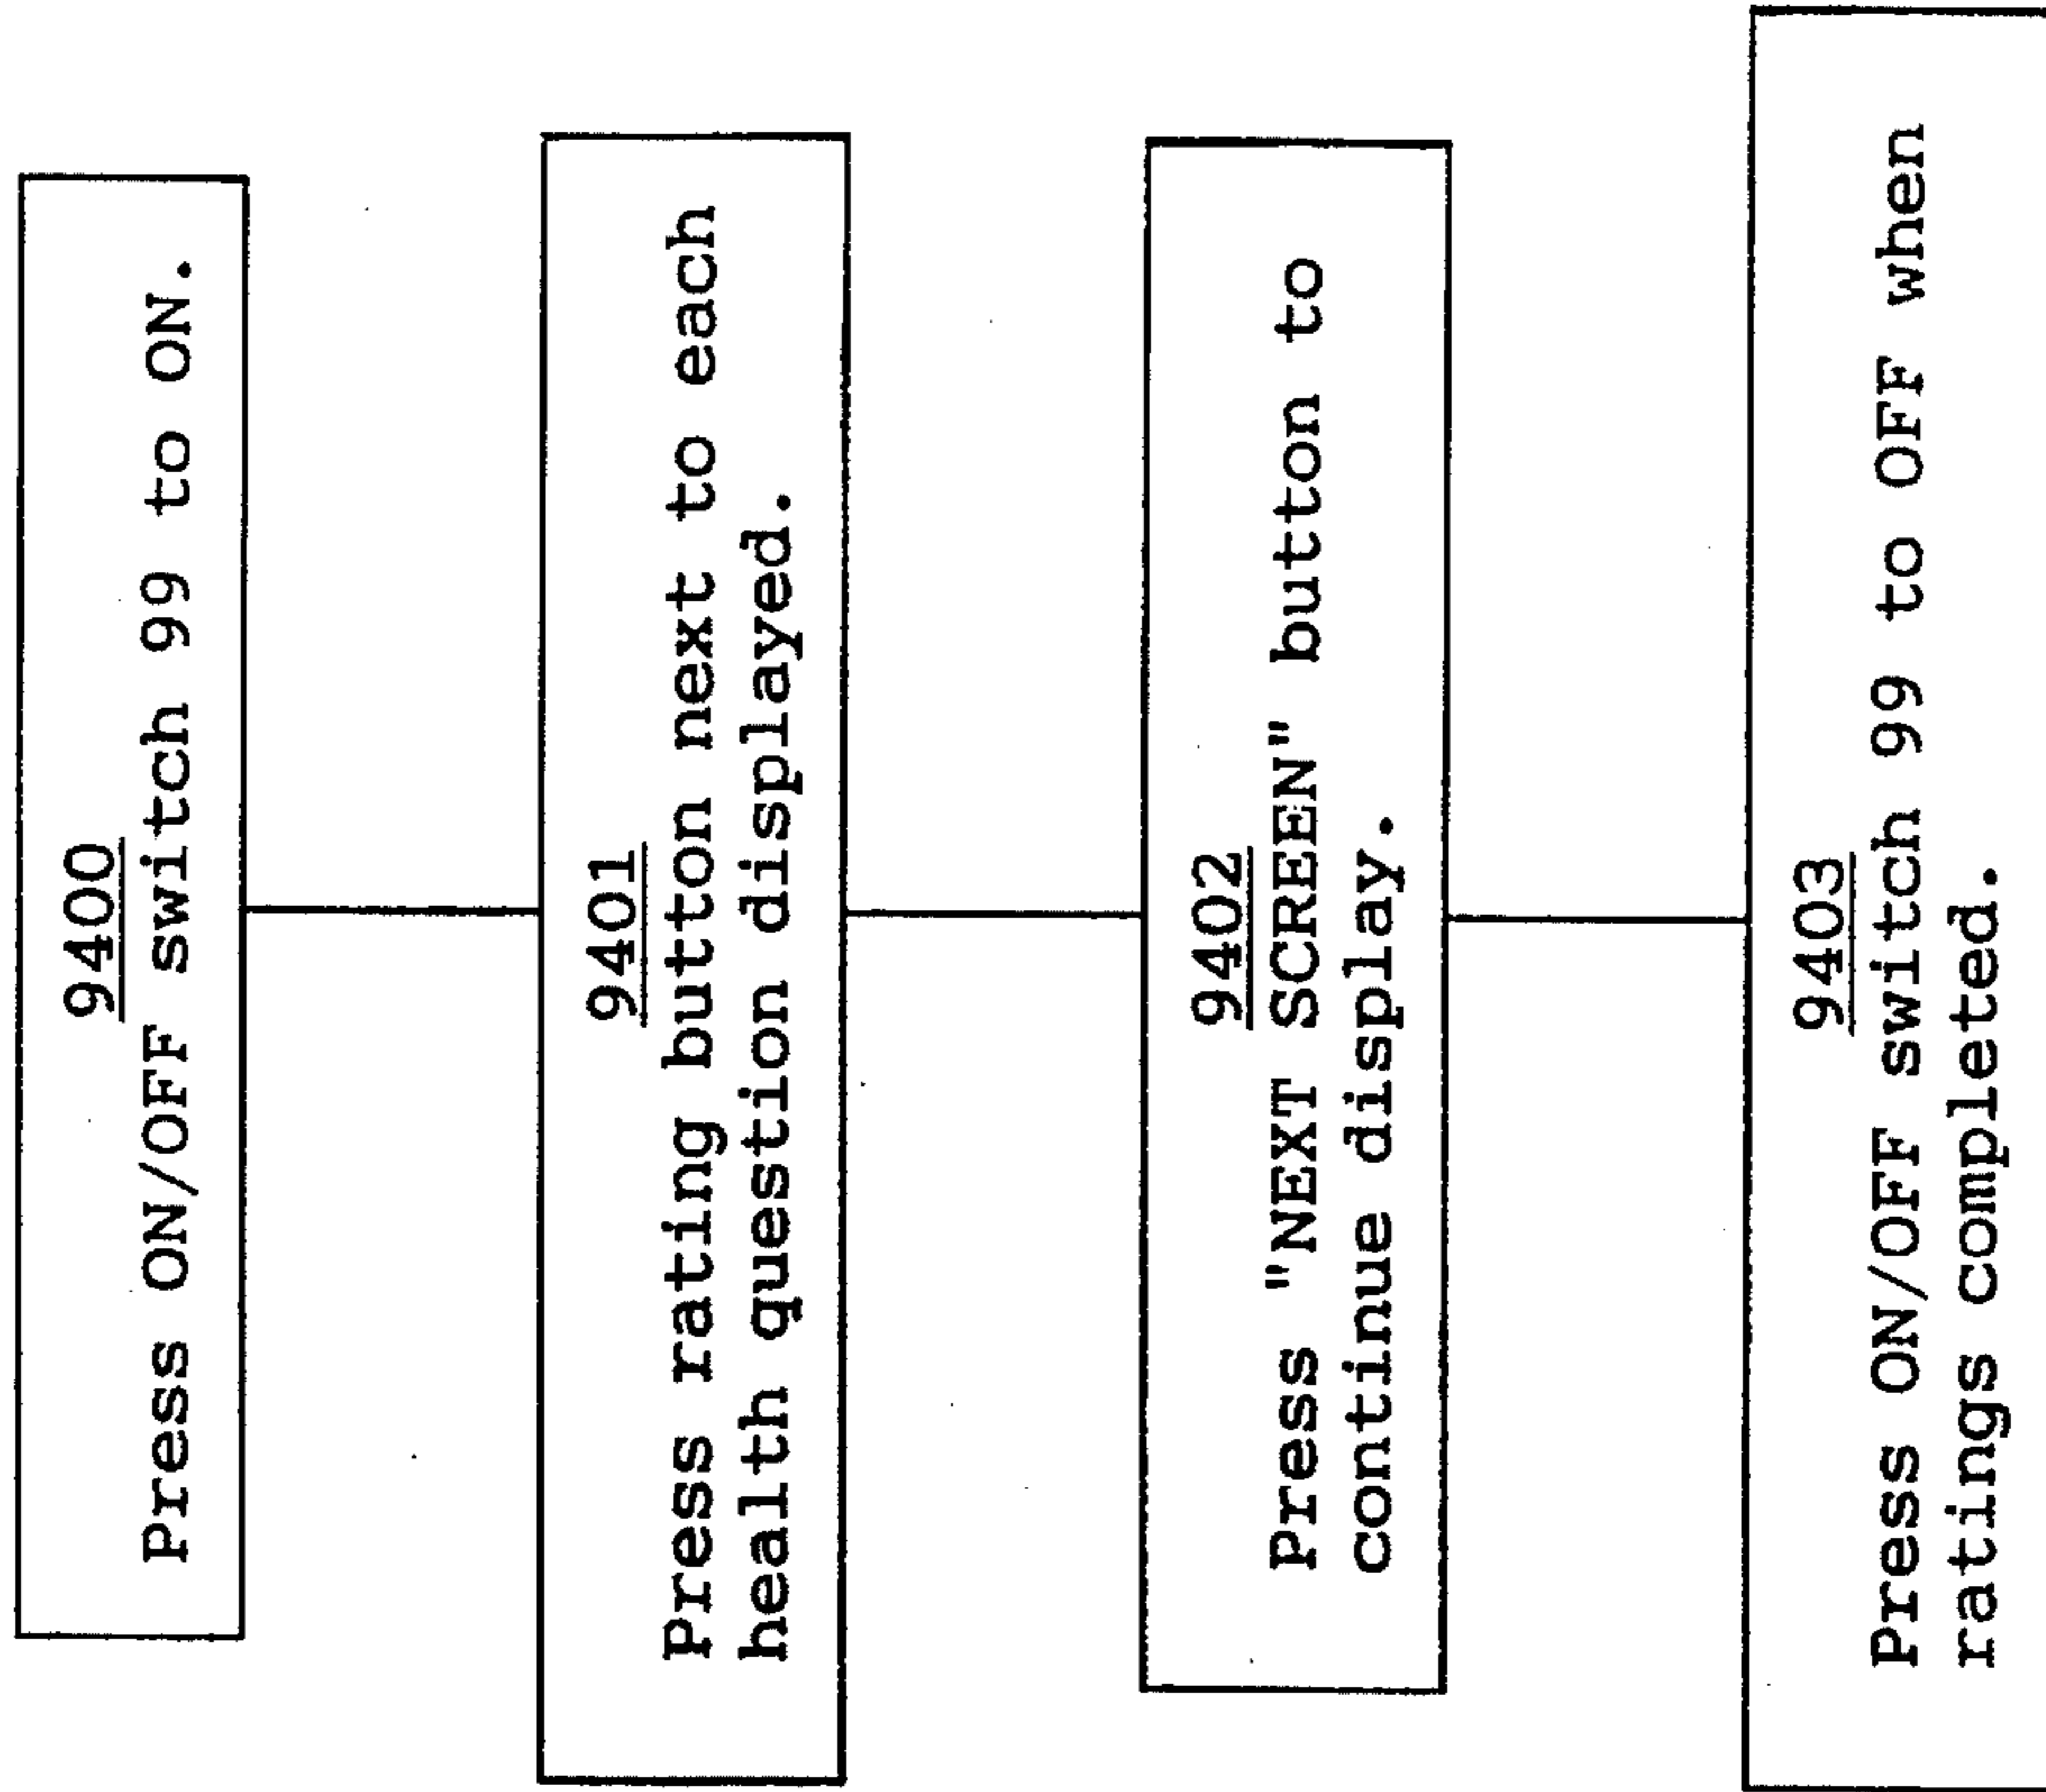 9400
Press ON/OFF switch 99 to ON.
9401
Press rating button next to each
health question displayed.
9402
Press "NEXT SCREEN" button to
continue display.
9403
Press ON/OFF switch 99 to OFF when
ratings completed.